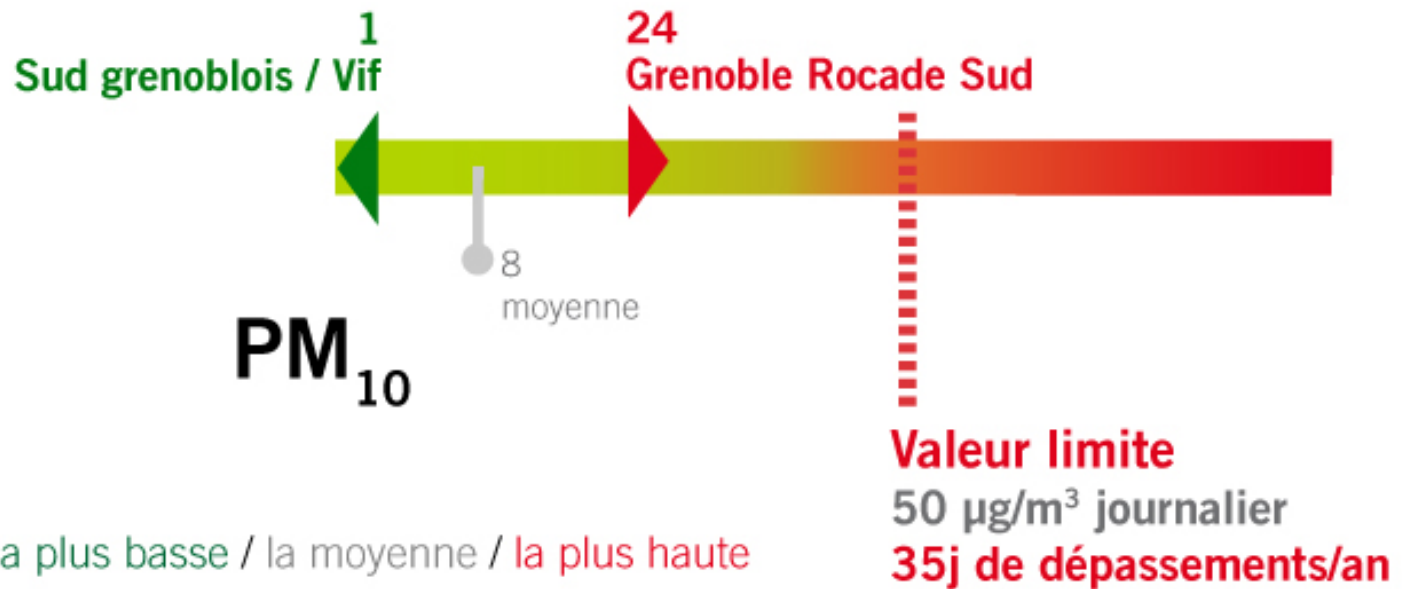 1
Sud grenoblois / Vif
24
Grenoble Rocade Sud
8
moyenne
PM₁₀
Valeur limite
50 µg/m³ journalier
35j de dépassements/an
a plus basse / la moyenne / la plus haute